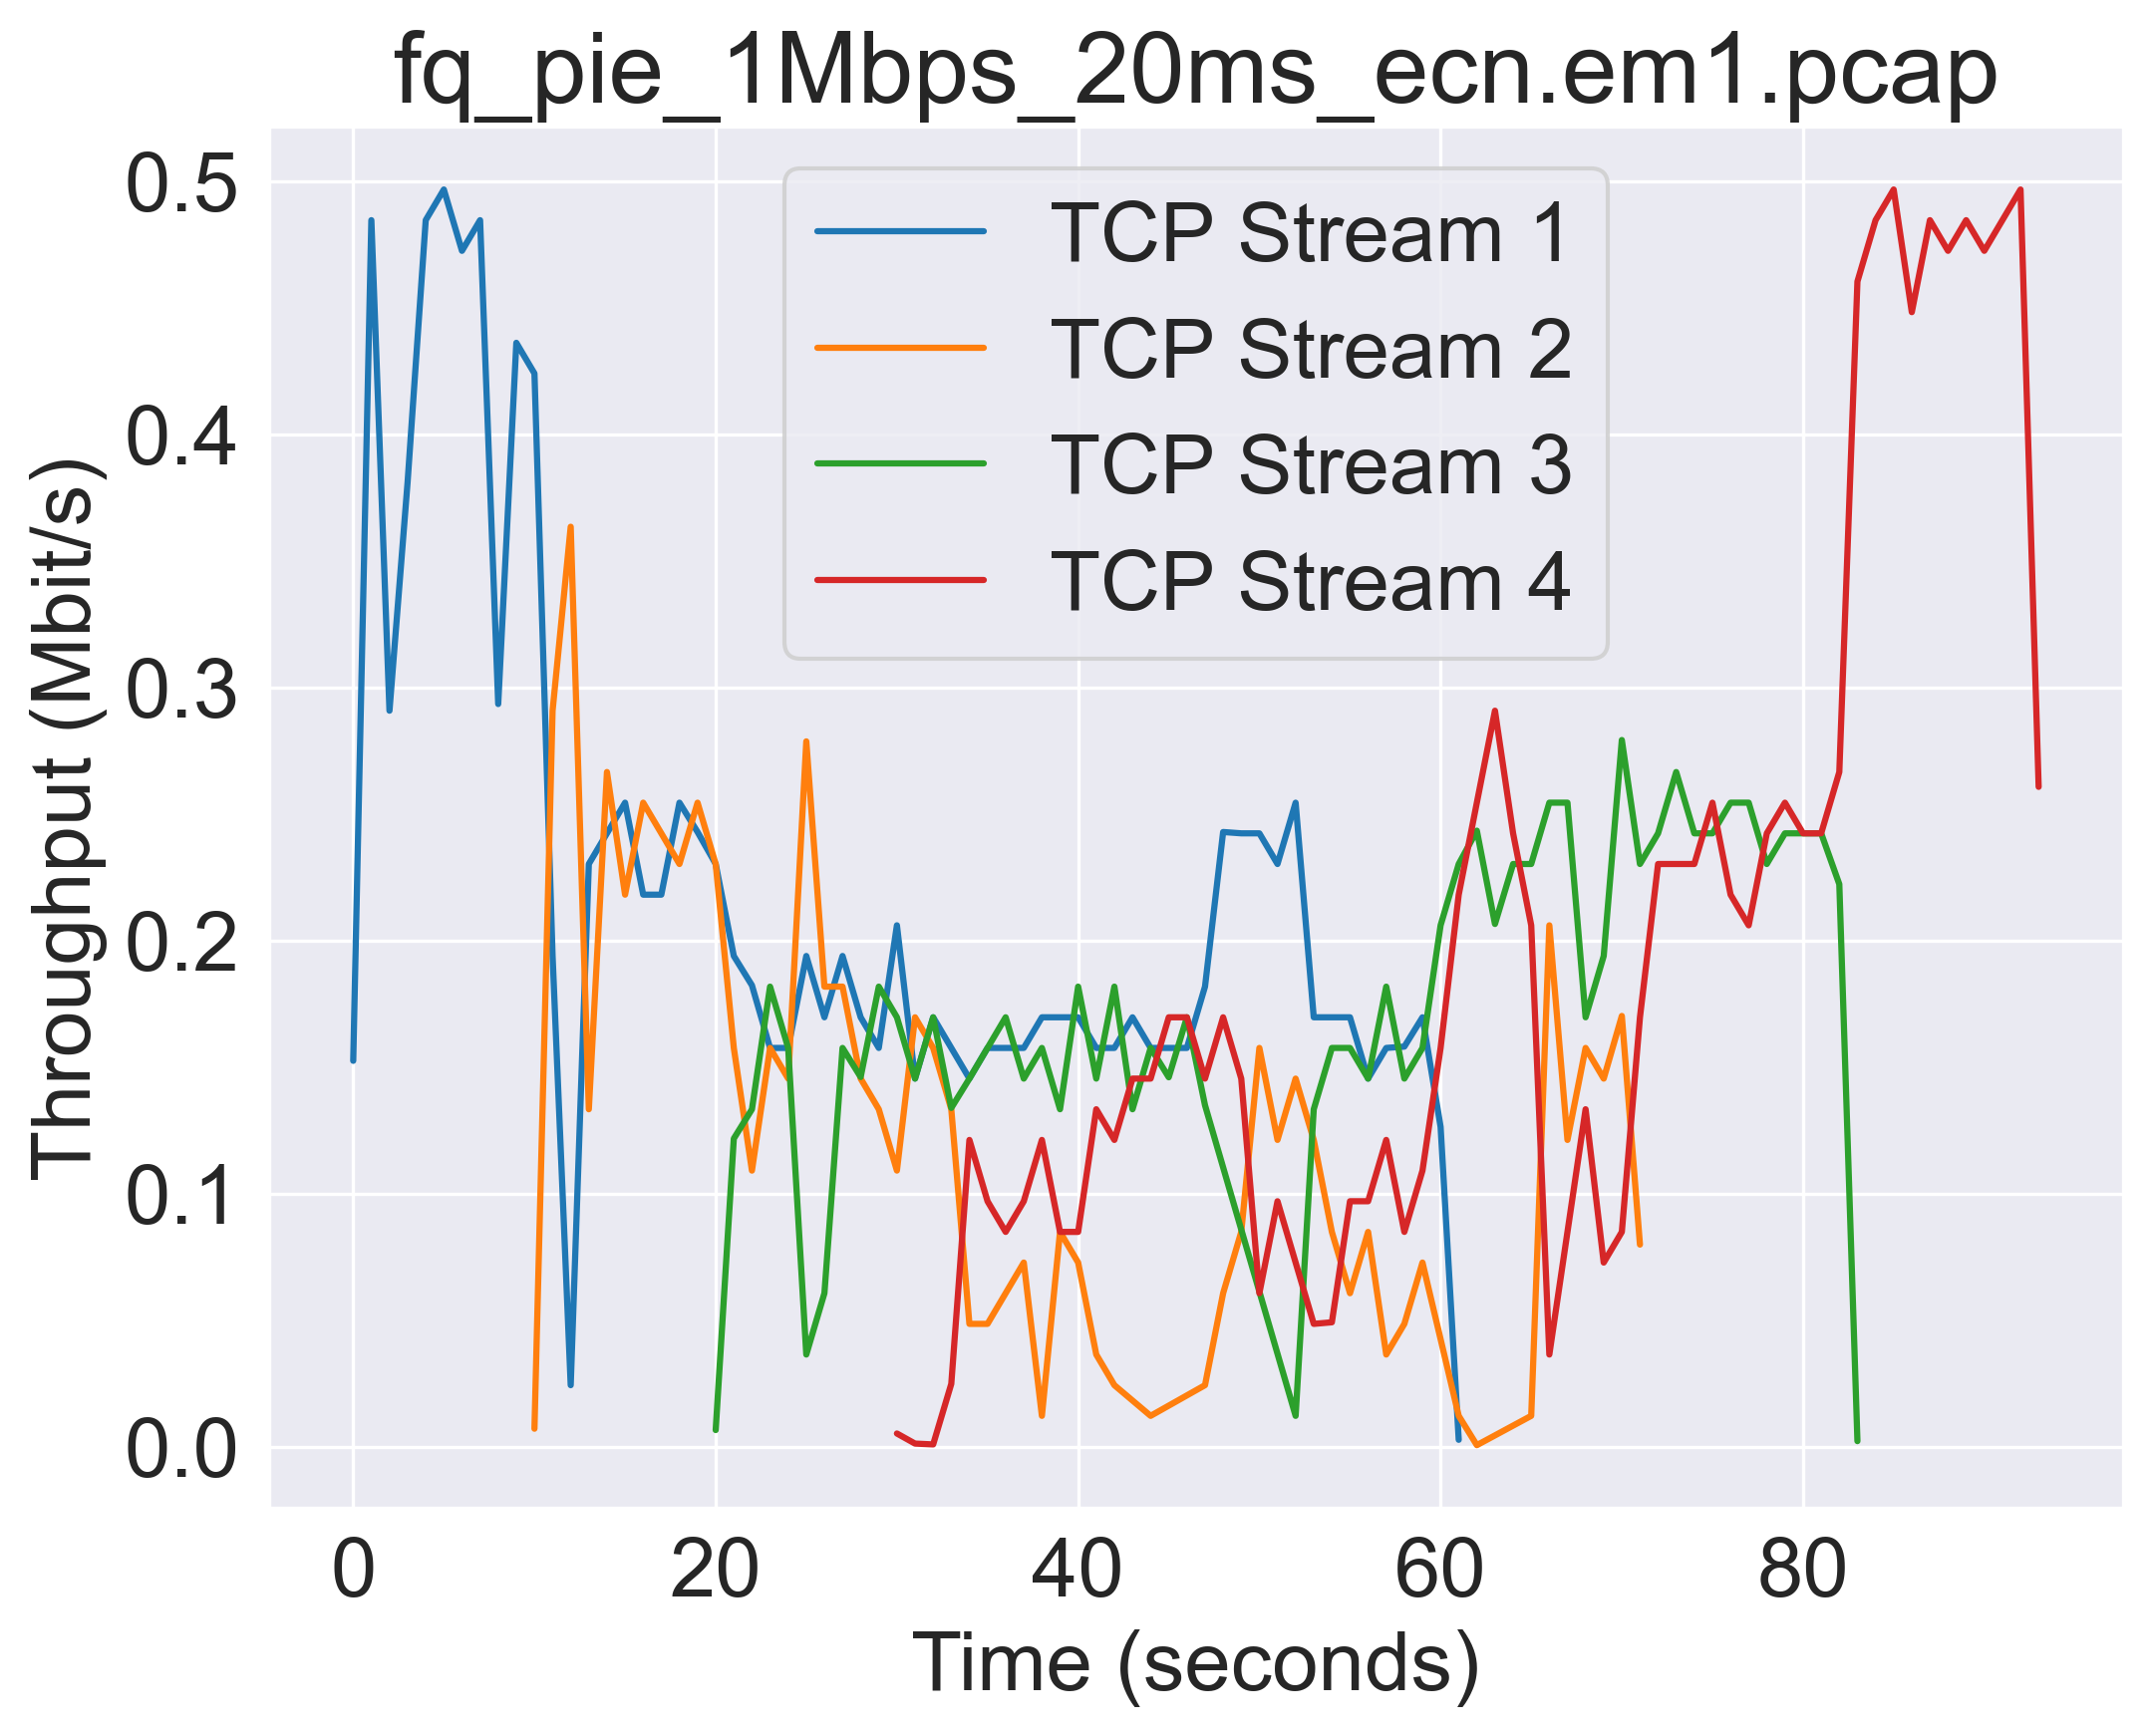 fq_pie_1Mbps_20ms_ecn.em1.pcap
Throughput (Mbit/s)
0.5
0.4
0.3
0.2
0.1
0.0
TCP Stream 1
TCP Stream 2
TCP Stream 3
TCP Stream 4
0 20 40 60 80
Time (seconds)